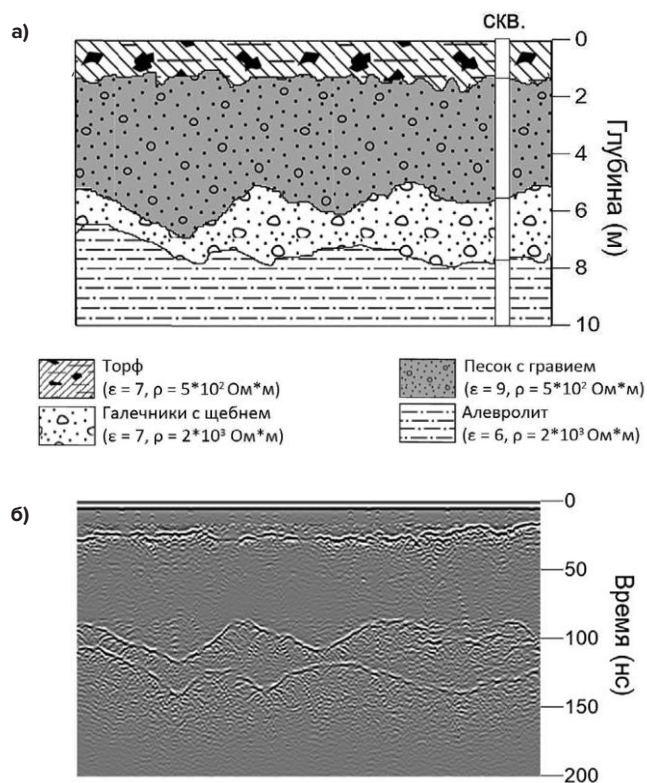 а)
СКВ.
0
2
4
6
8
10
Глубина (м)
Торф
(ε = 7, ρ = 5*10² Ом*м)
Песок с гравием
(ε = 9, ρ = 5*10² Ом*м)
Галечники с щебнем
(ε = 7, ρ = 2*10³ Ом*м)
Алевролит
(ε = 6, ρ = 2*10³ Ом*м)
б)
0
50
100
150
200
Время (нс)